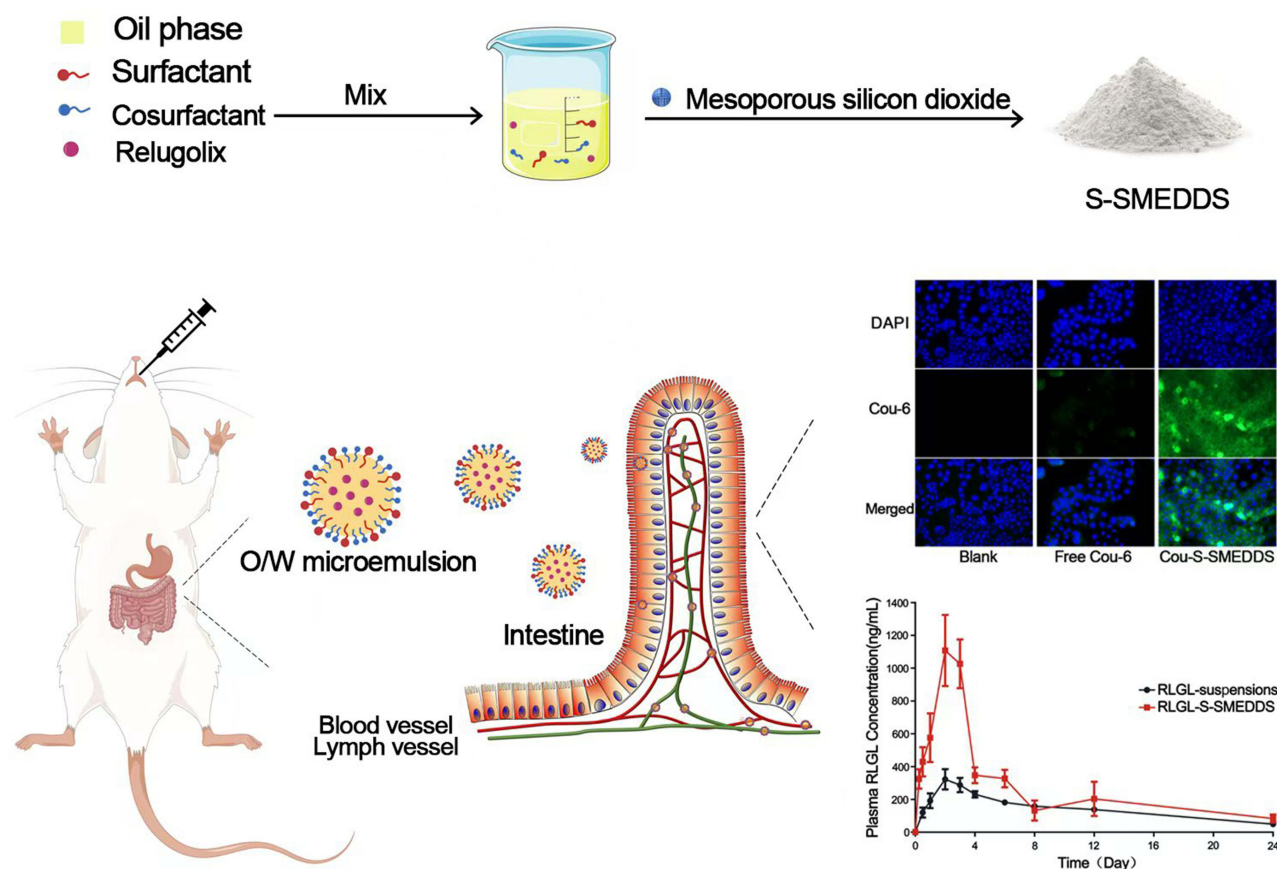 Oil phase
Surfactant
Cosurfactant
Relugolix
Mix
Mesoporous silicon dioxide
S-SMEDDS
O/W microemulsion
Intestine
Blood vessel
Lymph vessel
DAPI
Cou-6
Merged
Blank
Free Cou-6
Cou-S-SMEDDS
Plasma RLGL Concentration(ng/mL)
1400
1200
1000
800
600
400
200
0
RLGL-suspensions
RLGL-S-SMEDDS
0 4 8 12 16 20 24
Time（Day）